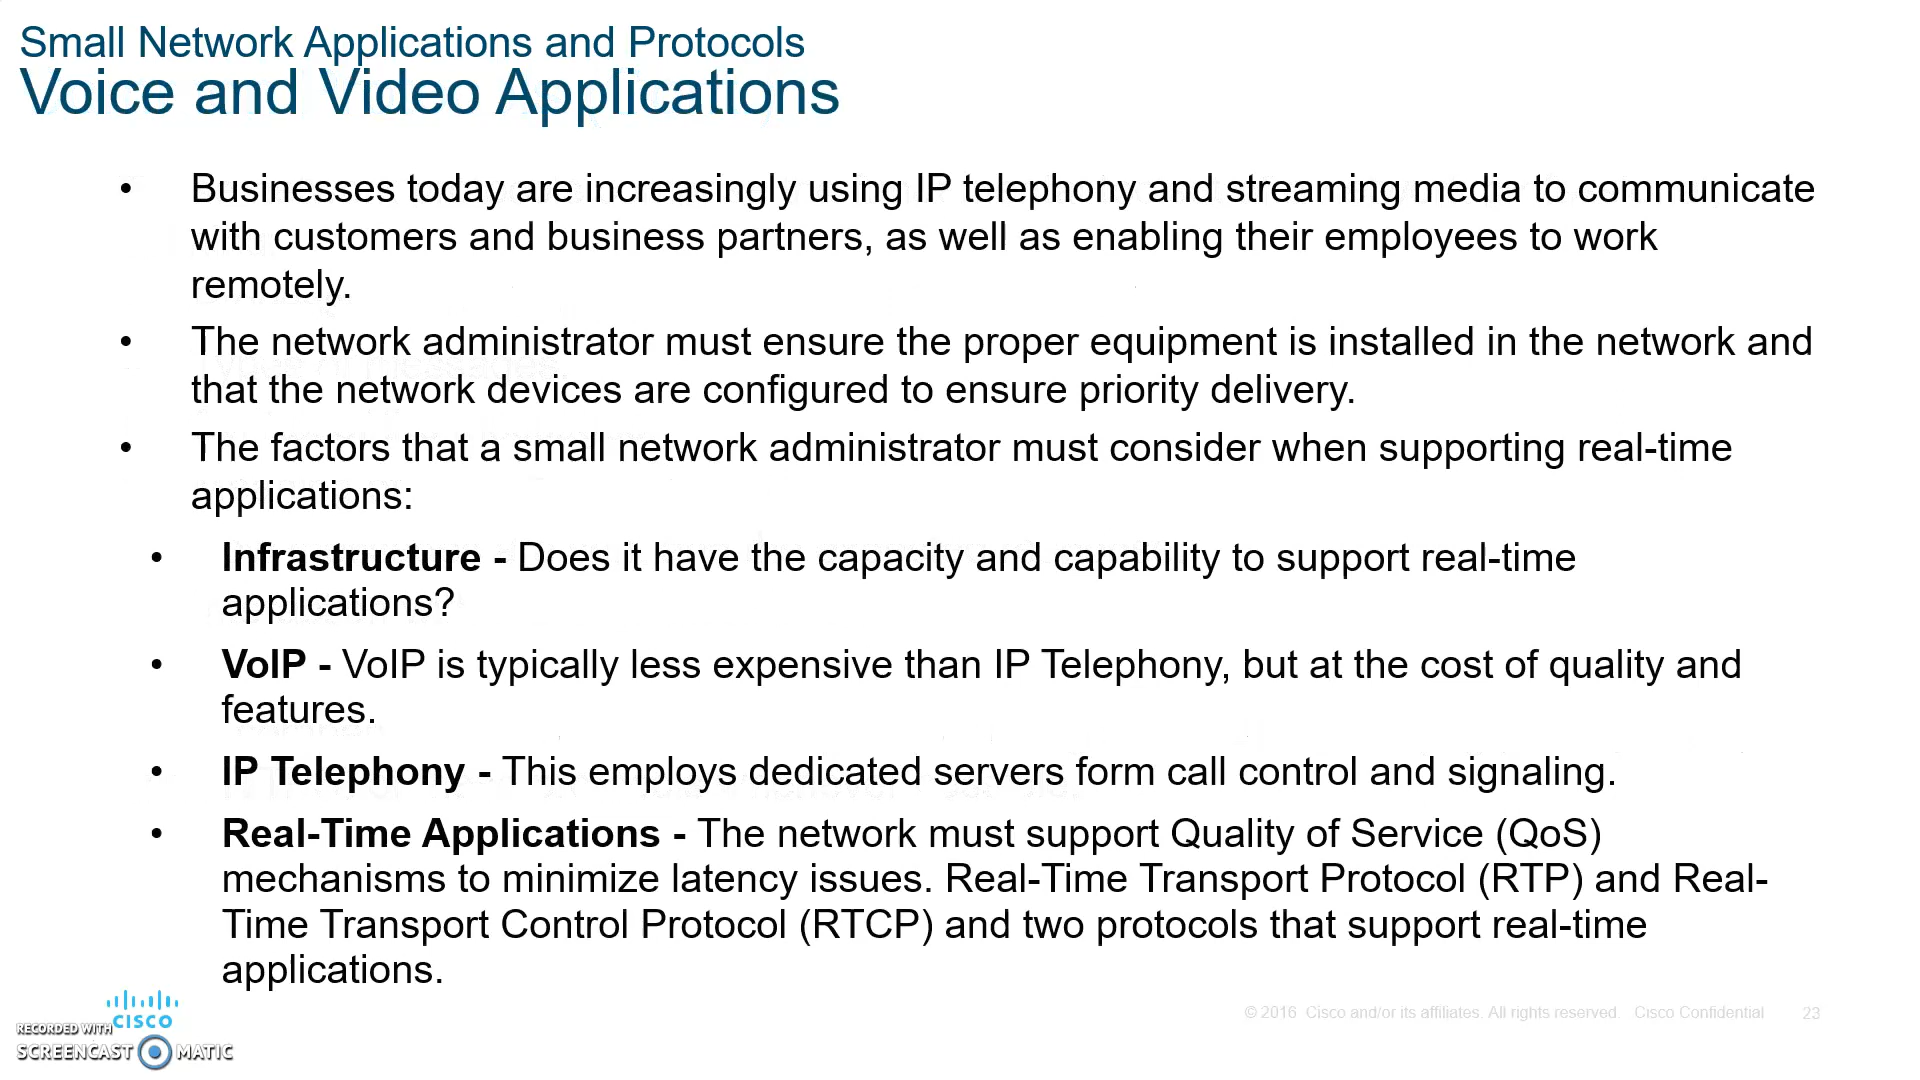 Small Network Applications and Protocols
Voice and Video Applications
• Businesses today are increasingly using IP telephony and streaming media to communicate
with customers and business partners, as well as enabling their employees to work
remotely.
• The network administrator must ensure the proper equipment is installed in the network and
that the network devices are configured to ensure priority delivery.
• The factors that a small network administrator must consider when supporting real-time
applications:
• Infrastructure - Does it have the capacity and capability to support real-time
applications?
• VoIP - VoIP is typically less expensive than IP Telephony, but at the cost of quality and
features.
• IP Telephony - This employs dedicated servers form call control and signaling.
• Real-Time Applications - The network must support Quality of Service (QoS)
mechanisms to minimize latency issues. Real-Time Transport Protocol (RTP) and Real-
Time Transport Control Protocol (RTCP) and two protocols that support real-time
applications.
CISCO
© 2016 Cisco and/or its affiliates. All rights reserved. Cisco Confidential 23
RECORDED WITH
SCREENCAST MATIC